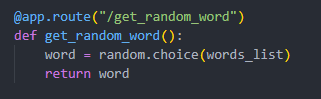 @app.route("/get_random_word")
def get_random_word():
    word = random.choice(words_list)
    return word